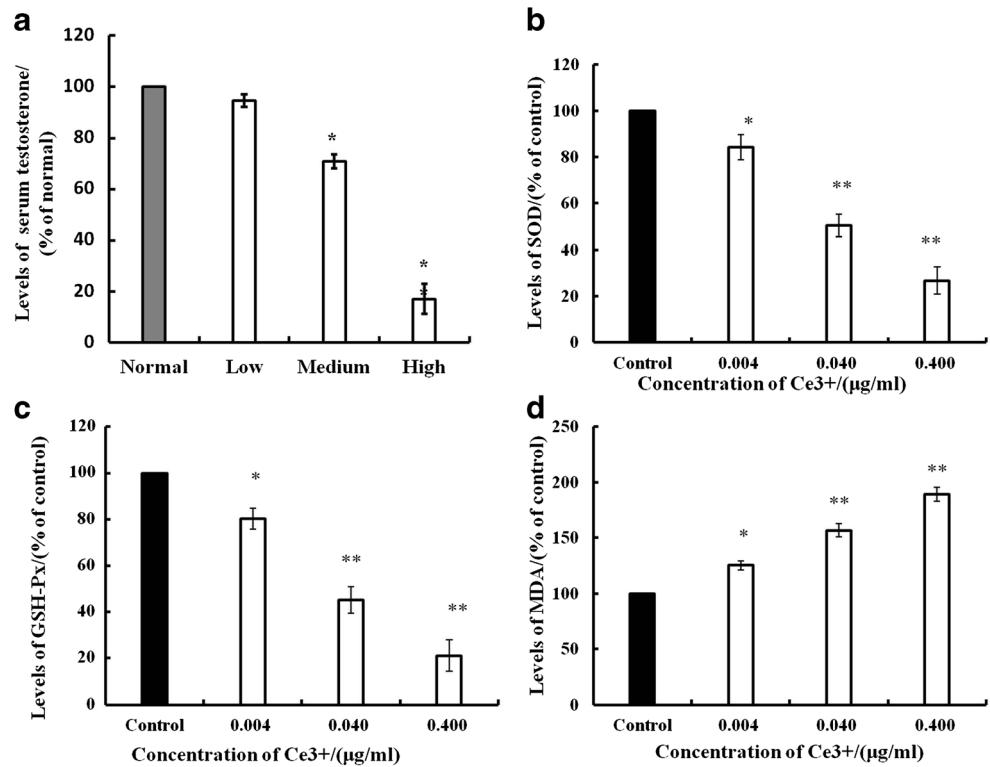 a
120
100
80
60
40
20
0
Levels of serum testosterone/
(% of normal)
*
*
*
Normal Low Medium High
b
120
100
80
60
40
20
0
Levels of SOD/(% of control)
*
**
**
Control 0.004 0.040 0.400
Concentration of Ce3+/(μg/ml)
c
120
100
80
60
40
20
0
Levels of GSH-Px/(% of control)
*
**
**
Control 0.004 0.040 0.400
Concentration of Ce3+/(μg/ml)
d
250
200
150
100
50
0
Levels of MDA/(% of control)
*
**
**
Control 0.004 0.040 0.400
Concentration of Ce3+/(μg/ml)